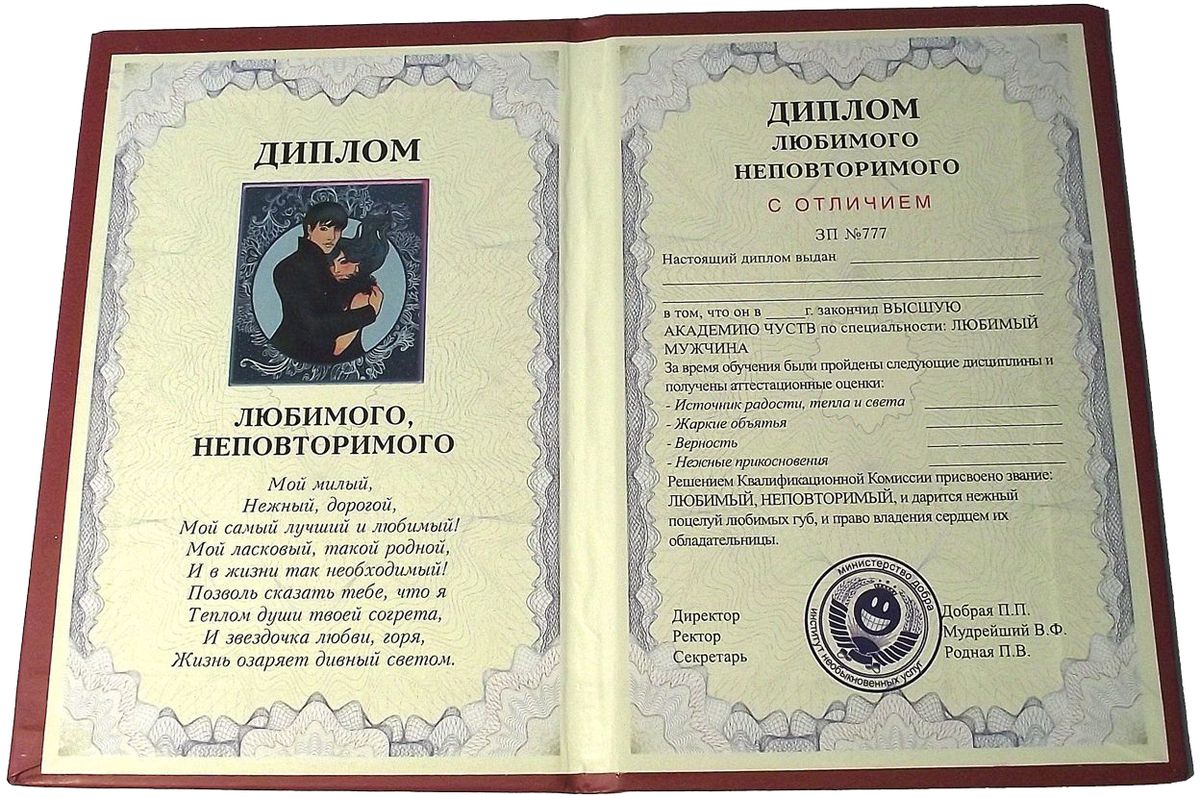 ДИПЛОМ
ЛЮБИМОГО,
НЕПОВТОРИМОГО
Мой милый,
Нежный, дорогой,
Мой самый лучший и любимый!
Мой ласковый, такой родной,
И в жизни так необходимый!
Позволь сказать тебе, что я
Теплом души твоей согрета,
И звездочка любви, горя,
Жизнь озаряет дивный светом.
ДИПЛОМ
ЛЮБИМОГО
НЕПОВТОРИМОГО
С ОТЛИЧИЕМ
ЗП №777
Настоящий диплом выдан
в том, что он в _____г. закончил ВЫСШУЮ
АКАДЕМИЮ ЧУСТВ по специальности: ЛЮБИМЫЙ
МУЖЧИНА
За время обучения были пройдены следующие дисциплины и
получены аттестационные оценки:
- Источник радости, тепла и света
- Жаркие объятья
- Верность
- Нежные прикосновения
Решением Квалификационной Комиссии присвоено звание:
ЛЮБИМЫЙ, НЕПОВТОРИМЫЙ, и дарится нежный
поцелуй любимых губ, и право владения сердцем их
обладательницы.
министерство добра
институт необыкновенных услуг
Директор Добрая П.П.
Ректор Мудрейший В.Ф.
Секретарь Родная П.В.